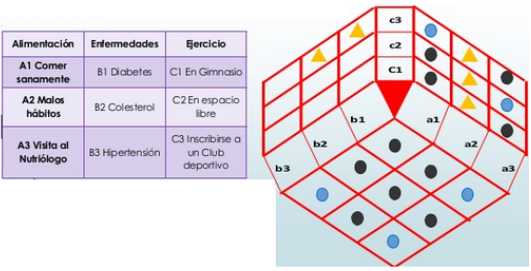 Alimentación Enfermedades Ejercicio
A1 Comer
sanamente
B1 Diabetes
C1 En Gimnasio
A2 Malos
hábitos
B2 Colesterol
C2 En espacio
libre
A3 Visita al
Nutriólogo
B3 Hipertensión
C3 Inscribirse a
un Club
deportivo
c3
c2
C1
b1
a1
b2
a2
b3
a3